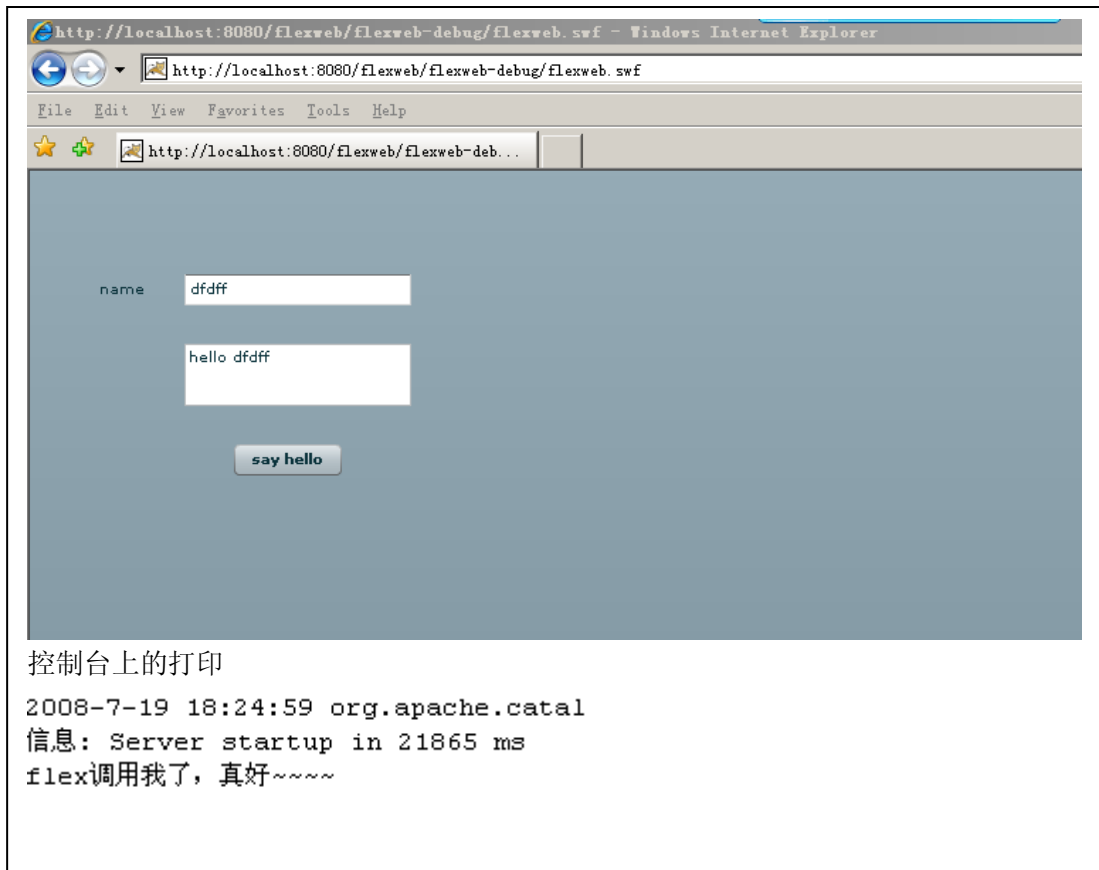 http://localhost:8080/flexweb/flexweb-debug/flexweb.swf - Windows Internet Explorer
http://localhost:8080/flexweb/flexweb-debug/flexweb.swf
File Edit View Favorites Tools Help
http://localhost:8080/flexweb/flexweb-deb...
name dfdff
hello dfdff
say hello
控制台上的打印
2008-7-19 18:24:59 org.apache.catal
信息: Server startup in 21865 ms
flex调用我了，真好~~~~